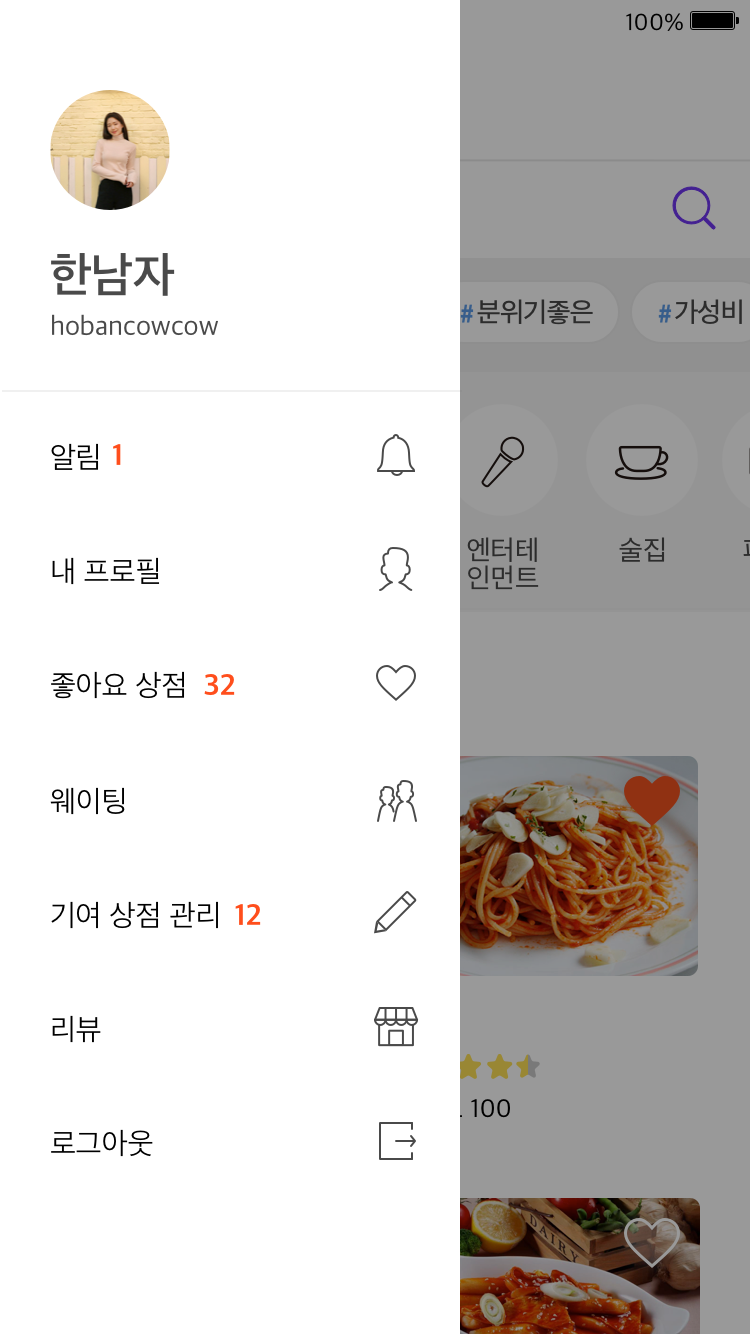 100%
한남자
hobancowcow
#분위기좋은
#가성비
알림 1
엔터테
인먼트
술집
내 프로필
좋아요 상점 32
웨이팅
기여 상점 관리 12
리뷰
. 100
로그아웃
DAIRY